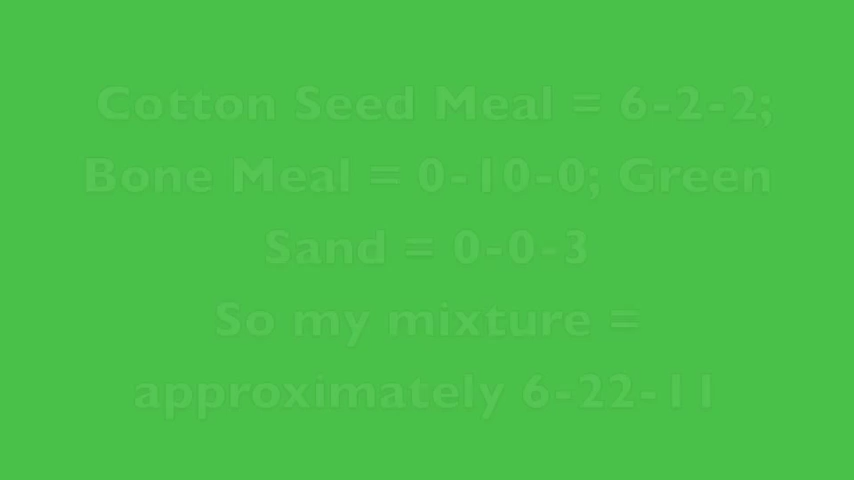 Cotton Seed Meal = 6-2-2;
Bone Meal = 0-10-0; Green
Sand = 0-0-3
So my mixture =
approximately 6-22-11